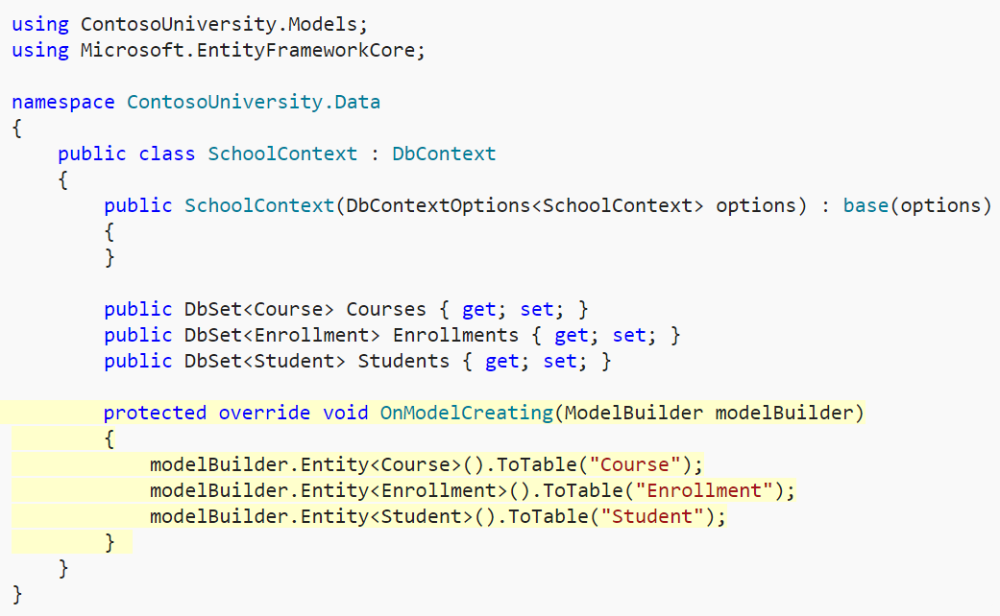 using ContosoUniversity.Models;
using Microsoft.EntityFrameworkCore;

namespace ContosoUniversity.Data
{
    public class SchoolContext : DbContext
    {
        public SchoolContext(DbContextOptions<SchoolContext> options) : base(options)
        {
        }

        public DbSet<Course> Courses { get; set; }
        public DbSet<Enrollment> Enrollments { get; set; }
        public DbSet<Student> Students { get; set; }

        protected override void OnModelCreating(ModelBuilder modelBuilder)
        {
            modelBuilder.Entity<Course>().ToTable("Course");
            modelBuilder.Entity<Enrollment>().ToTable("Enrollment");
            modelBuilder.Entity<Student>().ToTable("Student");
        }
    }
}